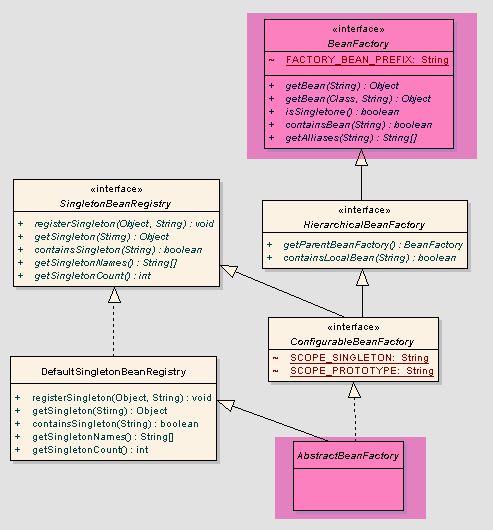 «interface»
BeanFactory
~ FACTORY_BEAN_PREFIX: String
+ getBean(String) : Object
+ getBean(Class, String) : Object
+ isSingletone() : boolean
+ containsBean(String) : boolean
+ getAlliases(String) : String[]
«interface»
SingletonBeanRegistry
+ registerSingleton(Object, String) : void
+ getSingleton(String) : Object
+ containsSingleton(String) : boolean
+ getSingletonNames() : String[]
+ getSingletonCount() : int
«interface»
HierarchicalBeanFactory
+ getParentBeanFactory() : BeanFactory
+ containsLocalBean(String) : boolean
«interface»
ConfigurableBeanFactory
~ SCOPE_SINGLETON: String
~ SCOPE_PROTOTYPE: String
DefaultSingletonBeanRegistry
+ registerSingleton(Object, String) : void
+ getSingleton(String) : Object
+ containsSingleton(String) : boolean
+ getSingletonNames() : String[]
+ getSingletonCount() : int
AbstractBeanFactory